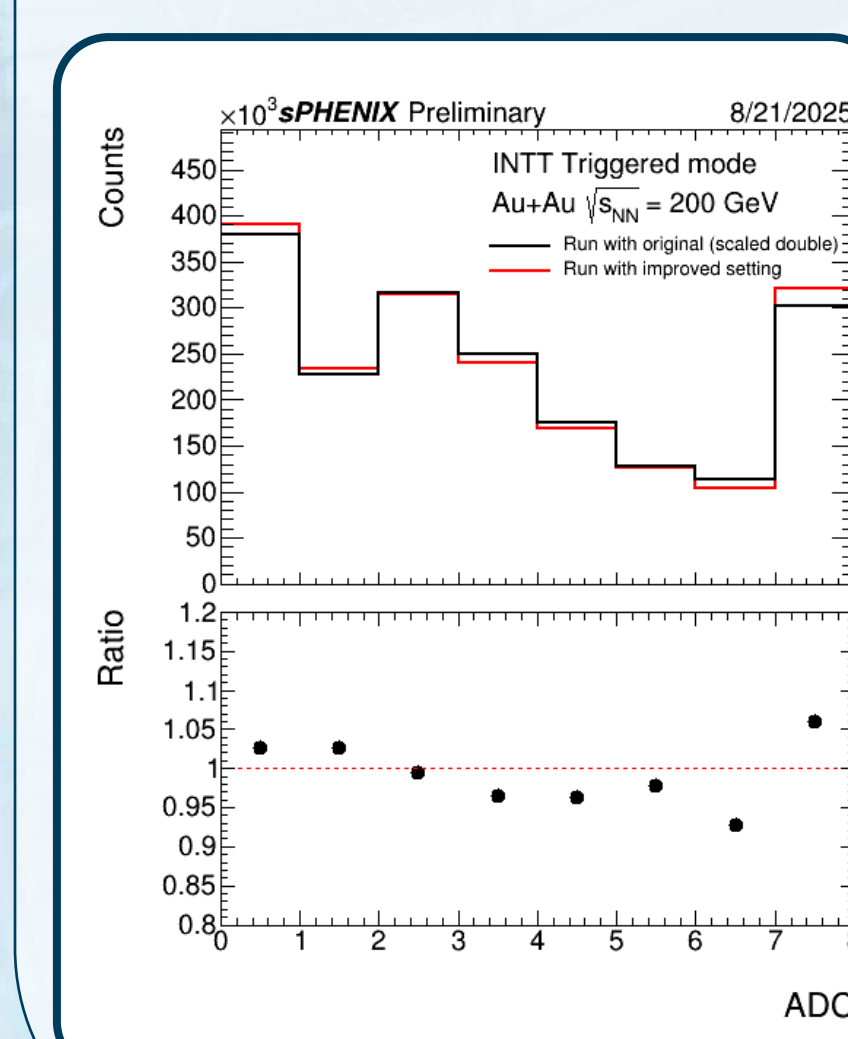 ×10³ sPHENIX Preliminary 8/21/2025
Counts
INTT Triggered mode
Au+Au √s_NN = 200 GeV
Run with original (scaled double)
Run with improved setting
450
400
350
300
250
200
150
100
50
0
Ratio
1.2
1.15
1.1
1.05
1
0.95
0.9
0.85
0.8
0 1 2 3 4 5 6 7
ADC